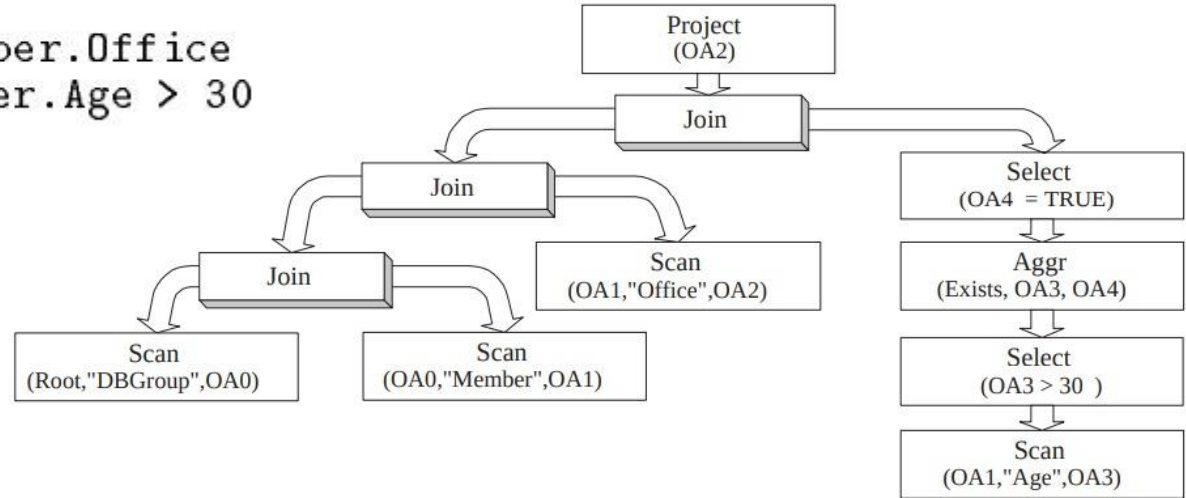 ber.Office
er.Age > 30
Project
(OA2)
Join
Join
Select
(OA4 = TRUE)
Join
Scan
(OA1,"Office",OA2)
Aggr
(Exists, OA3, OA4)
Scan
(Root,"DBGroup",OA0)
Scan
(OA0,"Member",OA1)
Select
(OA3 > 30 )
Scan
(OA1,"Age",OA3)